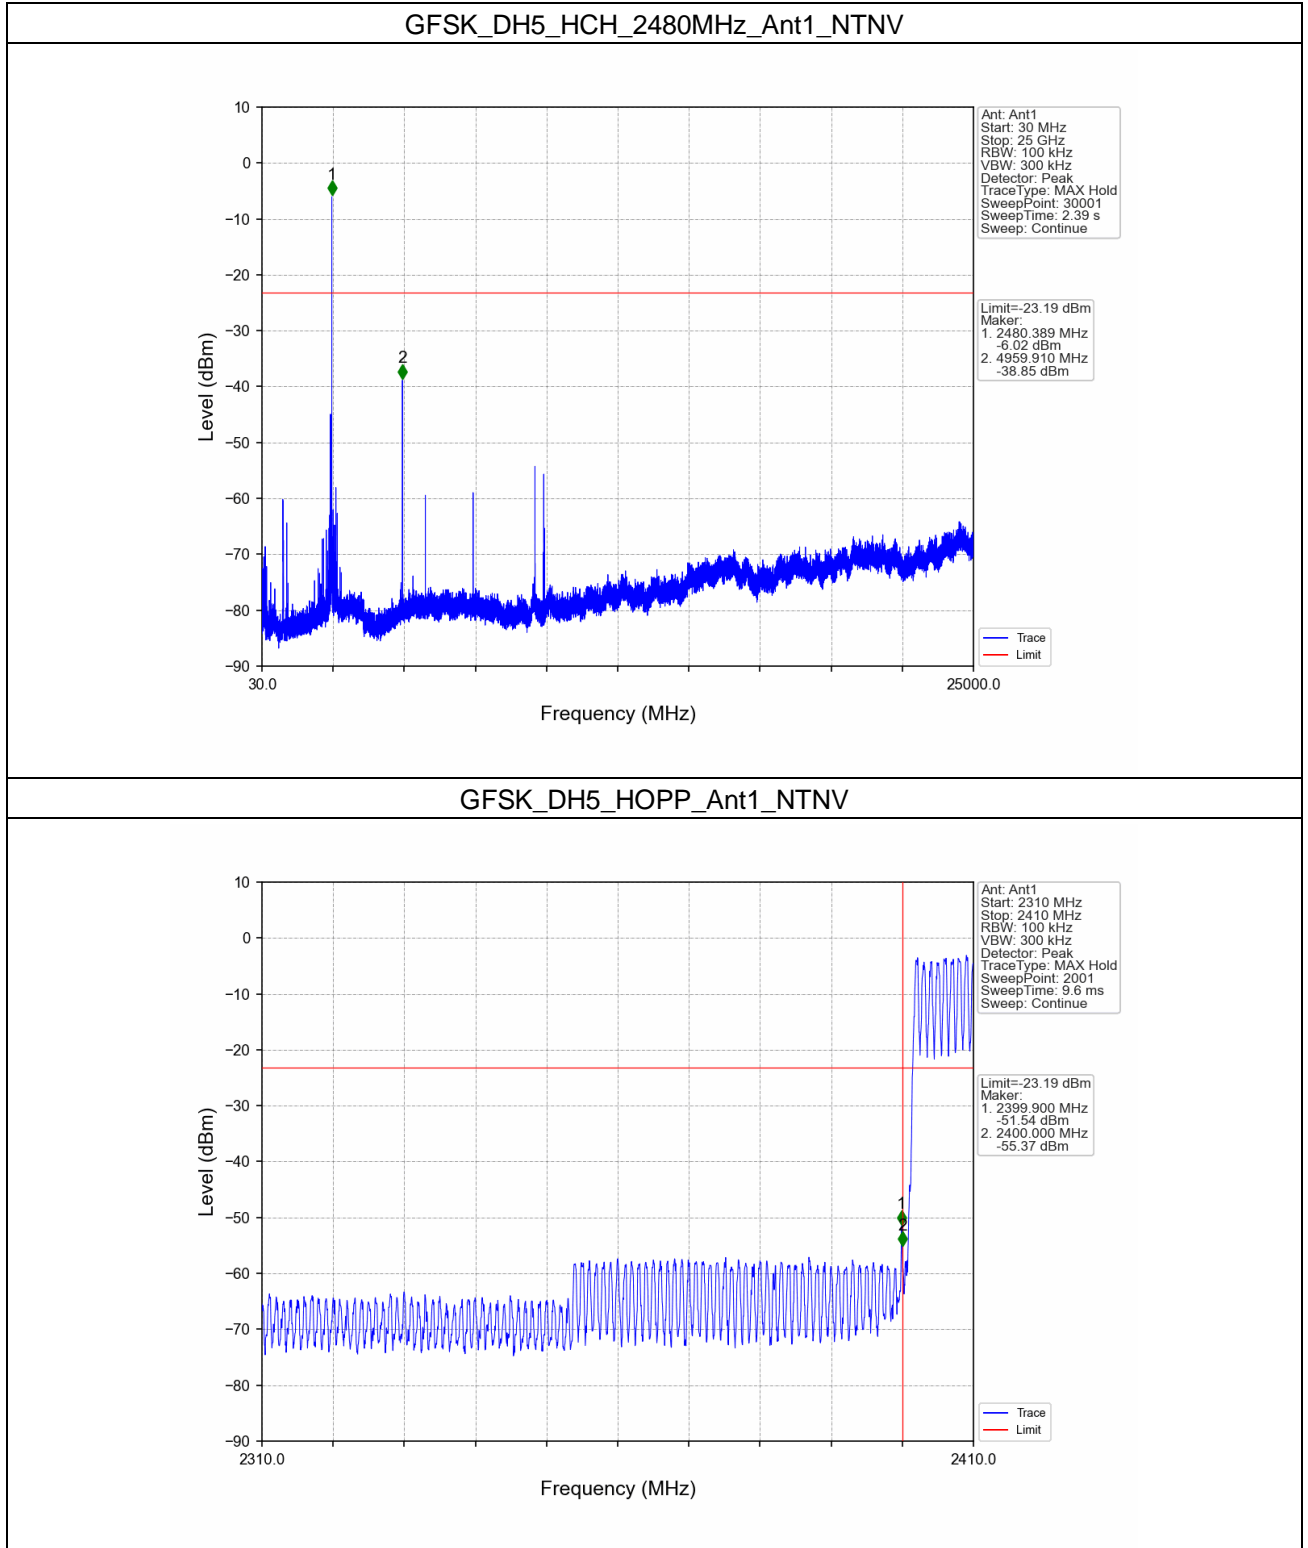 GFSK_DH5_HCH_2480MHz_Ant1_NTNV
10
0
−10
−20
−30
−40
−50
−60
−70
−80
−90
Level (dBm)
30.0
25000.0
Frequency (MHz)
1
2
Ant: Ant1
Start: 30 MHz
Stop: 25 GHz
RBW: 100 kHz
VBW: 300 kHz
Detector: Peak
TraceType: MAX Hold
SweepPoint: 30001
SweepTime: 2.39 s
Sweep: Continue
Limit=-23.19 dBm
Maker:
1. 2480.389 MHz
-6.02 dBm
2. 4959.910 MHz
-38.85 dBm
Trace
Limit
GFSK_DH5_HOPP_Ant1_NTNV
10
0
−10
−20
−30
−40
−50
−60
−70
−80
−90
Level (dBm)
2310.0
2410.0
Frequency (MHz)
1
2
Ant: Ant1
Start: 2310 MHz
Stop: 2410 MHz
RBW: 100 kHz
VBW: 300 kHz
Detector: Peak
TraceType: MAX Hold
SweepPoint: 2001
SweepTime: 9.6 ms
Sweep: Continue
Limit=-23.19 dBm
Maker:
1. 2399.900 MHz
-51.54 dBm
2. 2400.000 MHz
-55.37 dBm
Trace
Limit